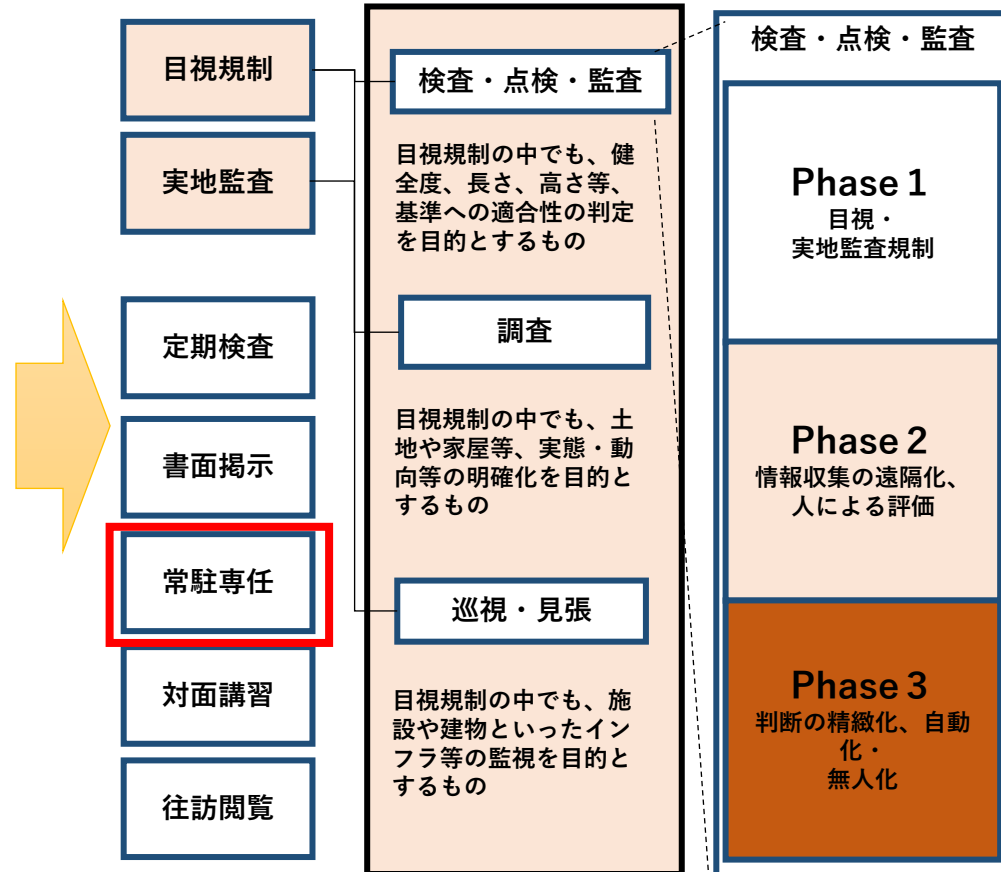 目視規制
実地監査
定期検査
書面掲示
常駐専任
対面講習
往訪閲覧
検査・点検・監査
目視規制の中でも、健
全度、長さ、高さ等、
基準への適合性の判定
を目的とするもの
調査
目視規制の中でも、土
地や家屋等、実態・動
向等の明確化を目的と
するもの
巡視・見張
目視規制の中でも、施
設や建物といったイン
フラ等の監視を目的と
するもの
検査・点検・監査
Phase 1
目視・
実地監査規制
Phase 2
情報収集の遠隔化、
人による評価
Phase 3
判断の精緻化、自動
化・
無人化